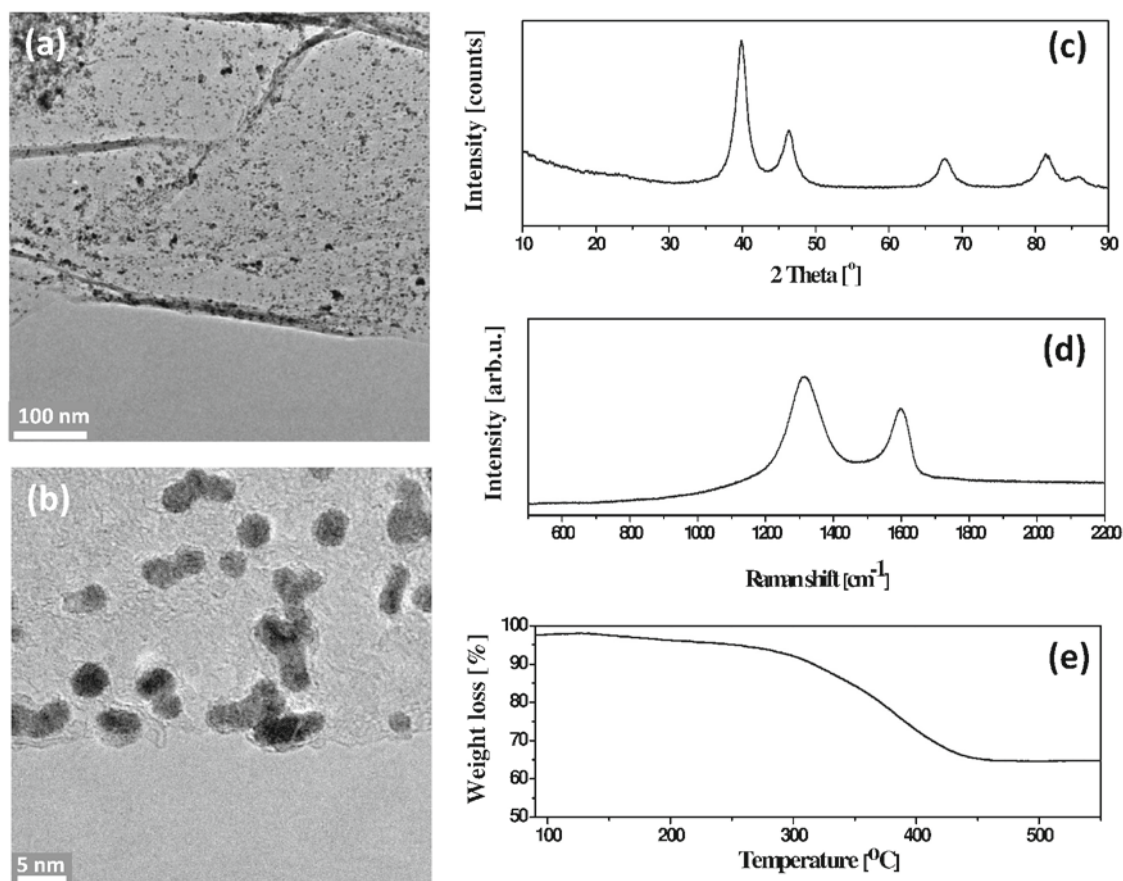 (a)
100 nm
(b)
5 nm
(c)
Intensity [counts]
10 20 30 40 50 60 70 80 90
2 Theta [°]
(d)
Intensity [arb.u.]
600 800 1000 1200 1400 1600 1800 2000 2200
Raman shift [cm-1]
(e)
Weight loss [%]
100
90
80
70
60
50
100 200 300 400 500
Temperature [°C]